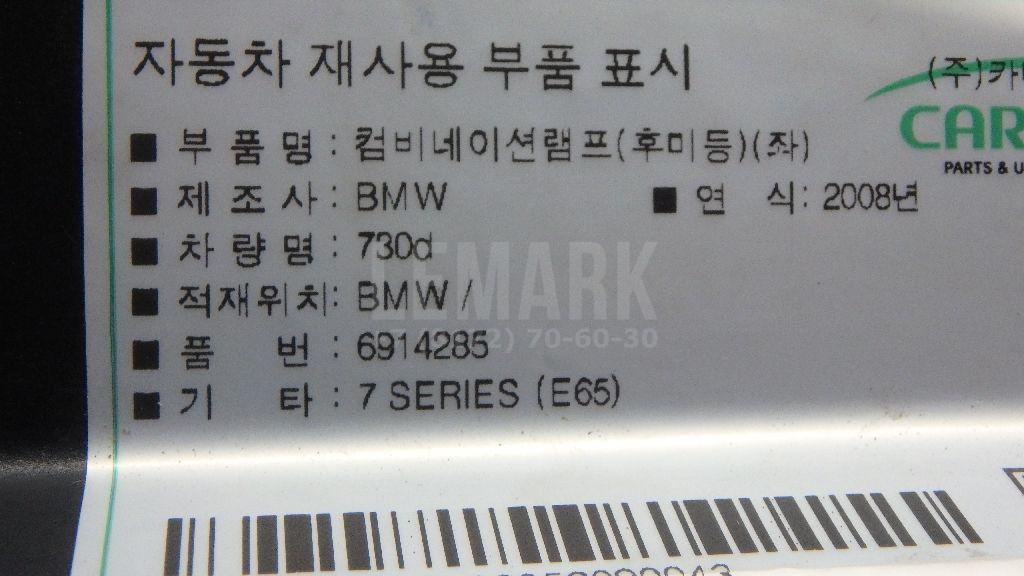 자동차 재사용 부품 표시
(주)카
CAR
PARTS & U
■ 부 품 명 : 컴비네이션램프(후미등)(좌)
■ 제 조 사 : BMW ■ 연 식: 2008년
■ 차 량 명 : 730d
■ 적재위치: BMW /
■ 품 번 : 6914285
■ 기 타 : 7 SERIES (E65)
LEMARK
2) 70-60-30